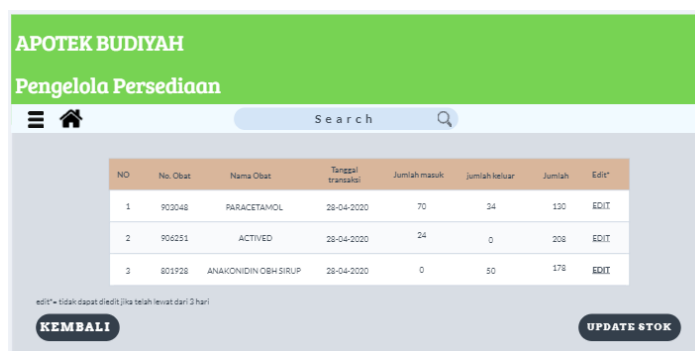 APOTEK BUDIYAH
Pengelola Persediaan
Search
NO No. Obat Nama Obat Tanggal transaksi Jumlah masuk jumlah keluar Jumlah Edit*
1 903048 PARACETAMOL 28-04-2020 70 34 130 EDIT
2 906251 ACTIVED 28-04-2020 24 0 208 EDIT
3 801928 ANAKONIDIN OBH SIRUP 28-04-2020 0 50 178 EDIT
edit*= tidak dapat diedit jika telah lewat dari 3 hari
KEMBALI UPDATE STOK